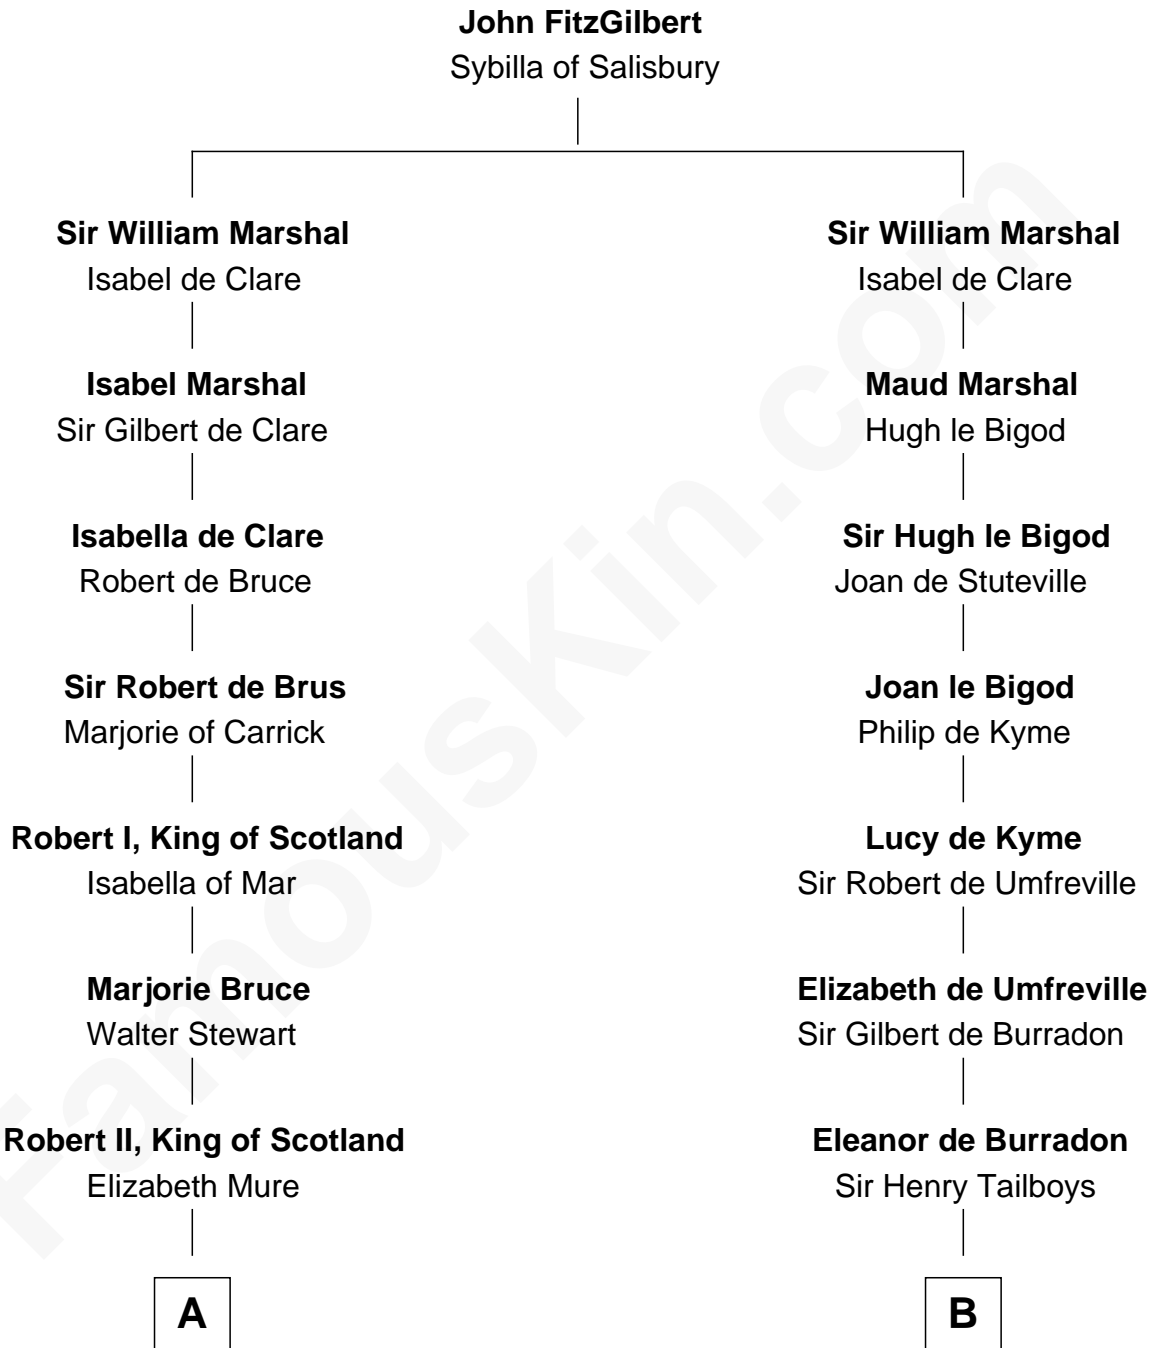 John FitzGilbert
Sybilla of Salisbury
Sir William Marshal
Isabel de Clare
Isabel Marshal
Sir Gilbert de Clare
Isabella de Clare
Robert de Bruce
Sir Robert de Brus
Marjorie of Carrick
Robert I, King of Scotland
Isabella of Mar
Marjorie Bruce
Walter Stewart
Robert II, King of Scotland
Elizabeth Mure
A
Sir William Marshal
Isabel de Clare
Maud Marshal
Hugh le Bigod
Sir Hugh le Bigod
Joan de Stuteville
Joan le Bigod
Philip de Kyme
Lucy de Kyme
Sir Robert de Umfreville
Elizabeth de Umfreville
Sir Gilbert de Burradon
Eleanor de Burradon
Sir Henry Tailboys
B
FamousKin.com